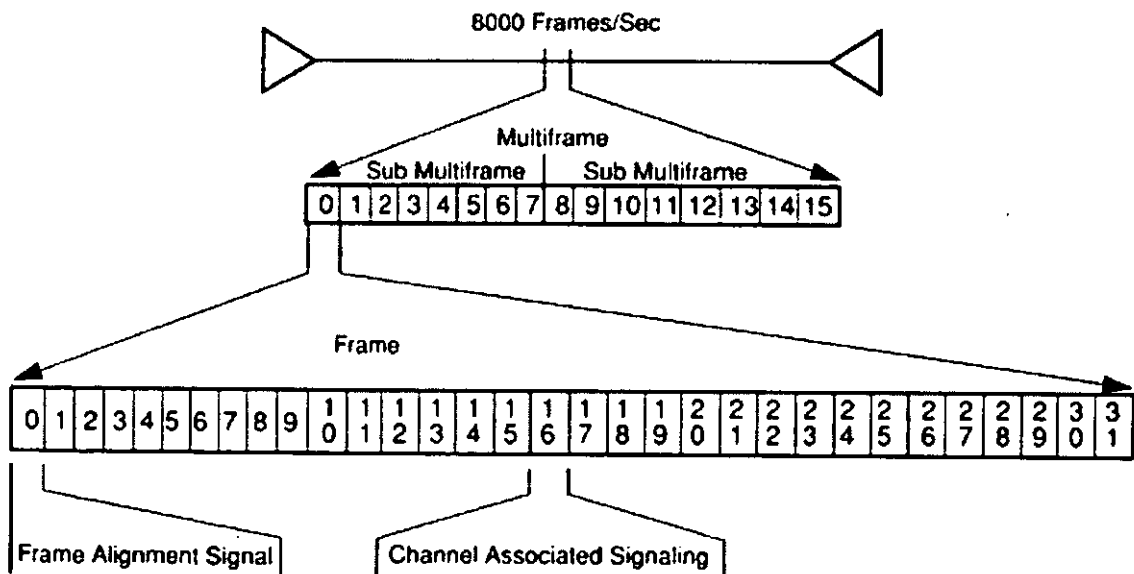 8000 Frames/Sec
Multiframe
Sub Multiframe Sub Multiframe
0 1 2 3 4 5 6 7 8 9 10 11 12 13 14 15
Frame
0 1 2 3 4 5 6 7 8 9 10 11 12 13 14 15 16 17 18 19 20 21 22 23 24 25 26 27 28 29 30 31
Frame Alignment Signal Channel Associated Signaling